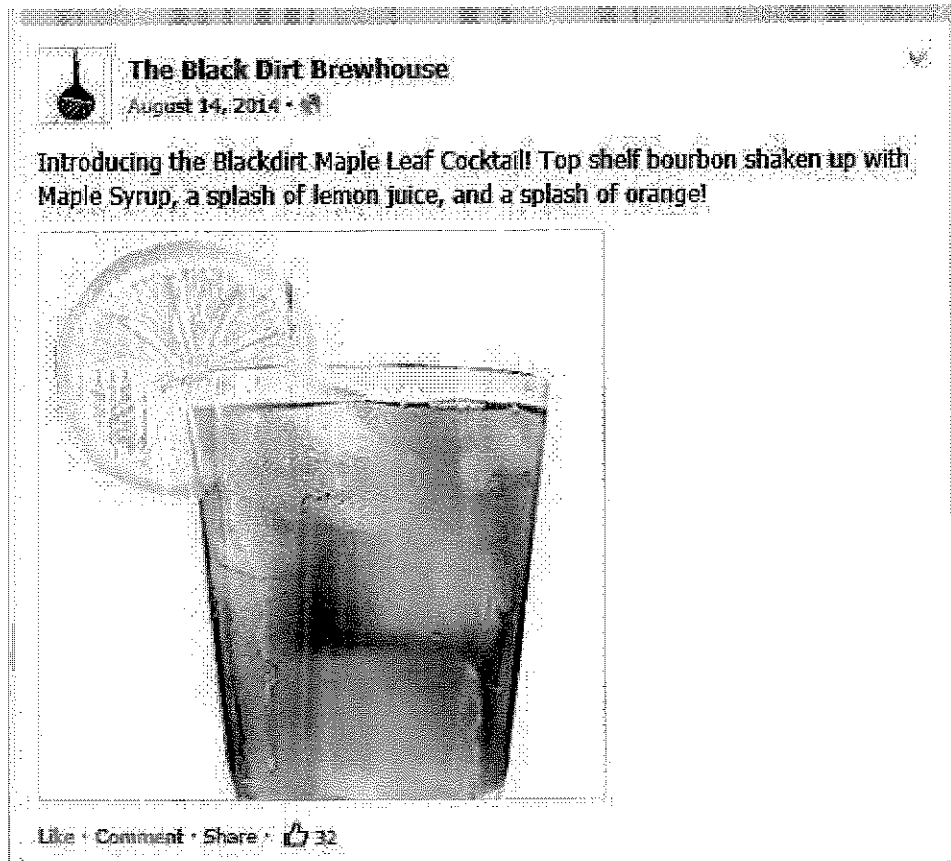 The Black Dirt Brewhouse
August 14, 2014 ·
Introducing the Blackdirt Maple Leaf Cocktail! Top shelf bourbon shaken up with
Maple Syrup, a splash of lemon juice, and a splash of orange!
Like · Comment · Share · 32